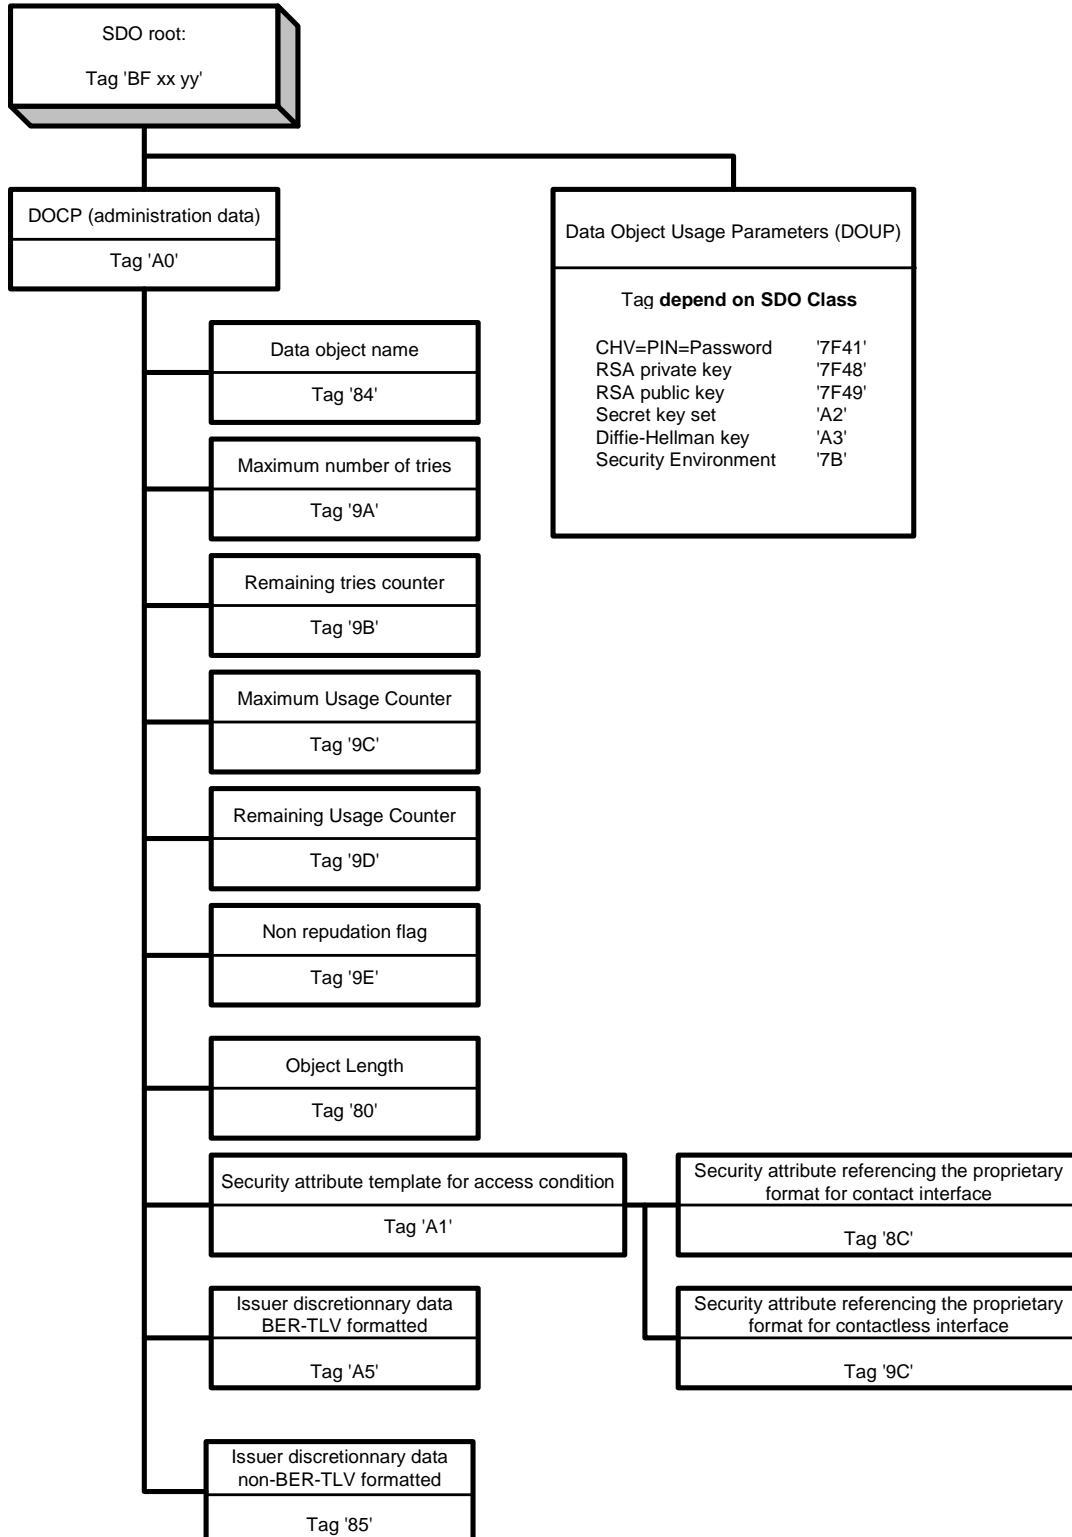 SDO root:
Tag 'BF xx yy'
DOCP (administration data)
Tag 'A0'
Data Object Usage Parameters (DOUP)
Tag depend on SDO Class
CHV=PIN=Password '7F41'
RSA private key '7F48'
RSA public key '7F49'
Secret key set 'A2'
Diffie-Hellman key 'A3'
Security Environment '7B'
Data object name
Tag '84'
Maximum number of tries
Tag '9A'
Remaining tries counter
Tag '9B'
Maximum Usage Counter
Tag '9C'
Remaining Usage Counter
Tag '9D'
Non repudation flag
Tag '9E'
Object Length
Tag '80'
Security attribute template for access condition
Tag 'A1'
Security attribute referencing the proprietary
format for contact interface
Tag '8C'
Security attribute referencing the proprietary
format for contactless interface
Tag '9C'
Issuer discretionnary data
BER-TLV formatted
Tag 'A5'
Issuer discretionnary data
non-BER-TLV formatted
Tag '85'